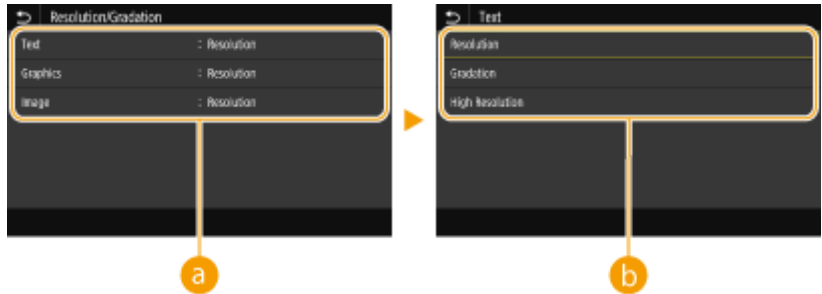 Resolution/Gradation
Text : Resolution
Graphics : Resolution
Image : Resolution
a
Text
Resolution
Gradation
High Resolution
b